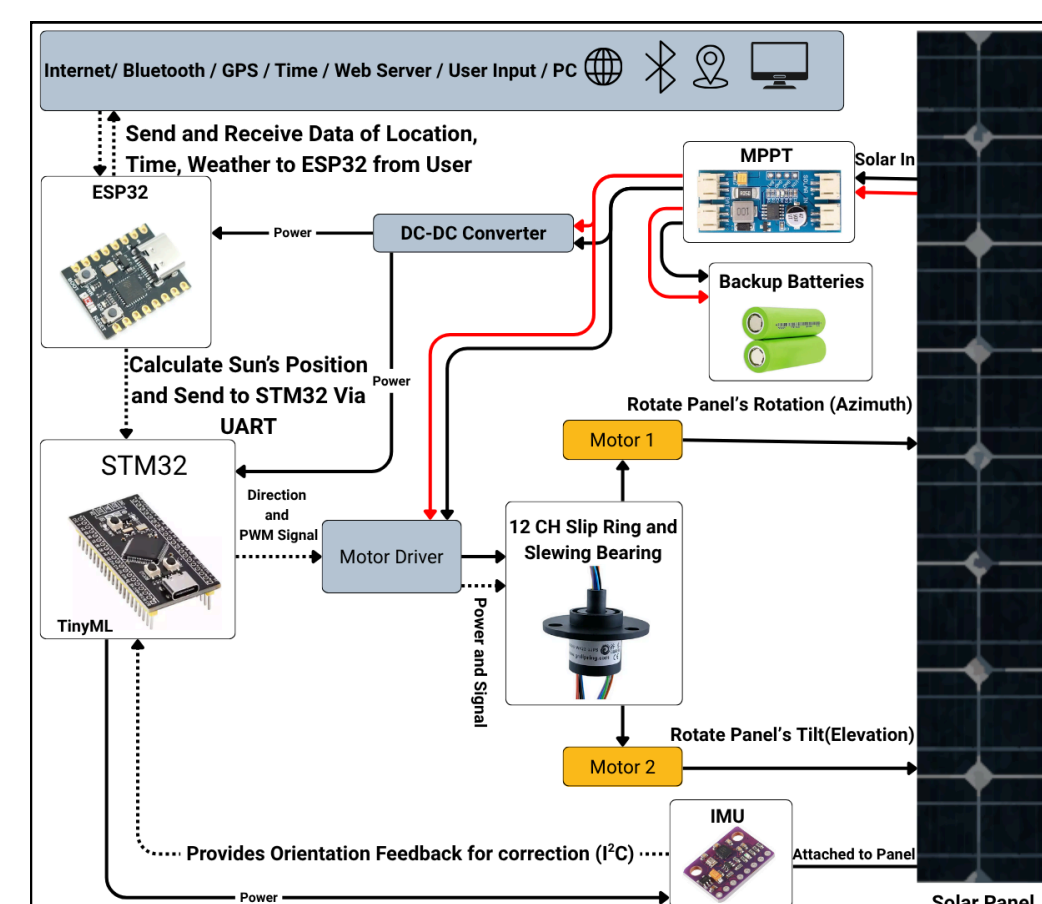 Internet/ Bluetooth / GPS / Time / Web Server / User Input / PC
Send and Receive Data of Location,
Time, Weather to ESP32 from User
ESP32
MPPT
Solar In
Power
DC-DC Converter
Backup Batteries
Calculate Sun's Position
and Send to STM32 Via
UART
Power
Rotate Panel's Rotation (Azimuth)
Motor 1
STM32
TinyML
Direction
and
PWM Signal
Motor Driver
Power and Signal
12 CH Slip Ring and
Slewing Bearing
Rotate Panel's Tilt(Elevation)
Motor 2
IMU
Provides Orientation Feedback for correction (I²C)
Attached to Panel
Power
Solar Panel